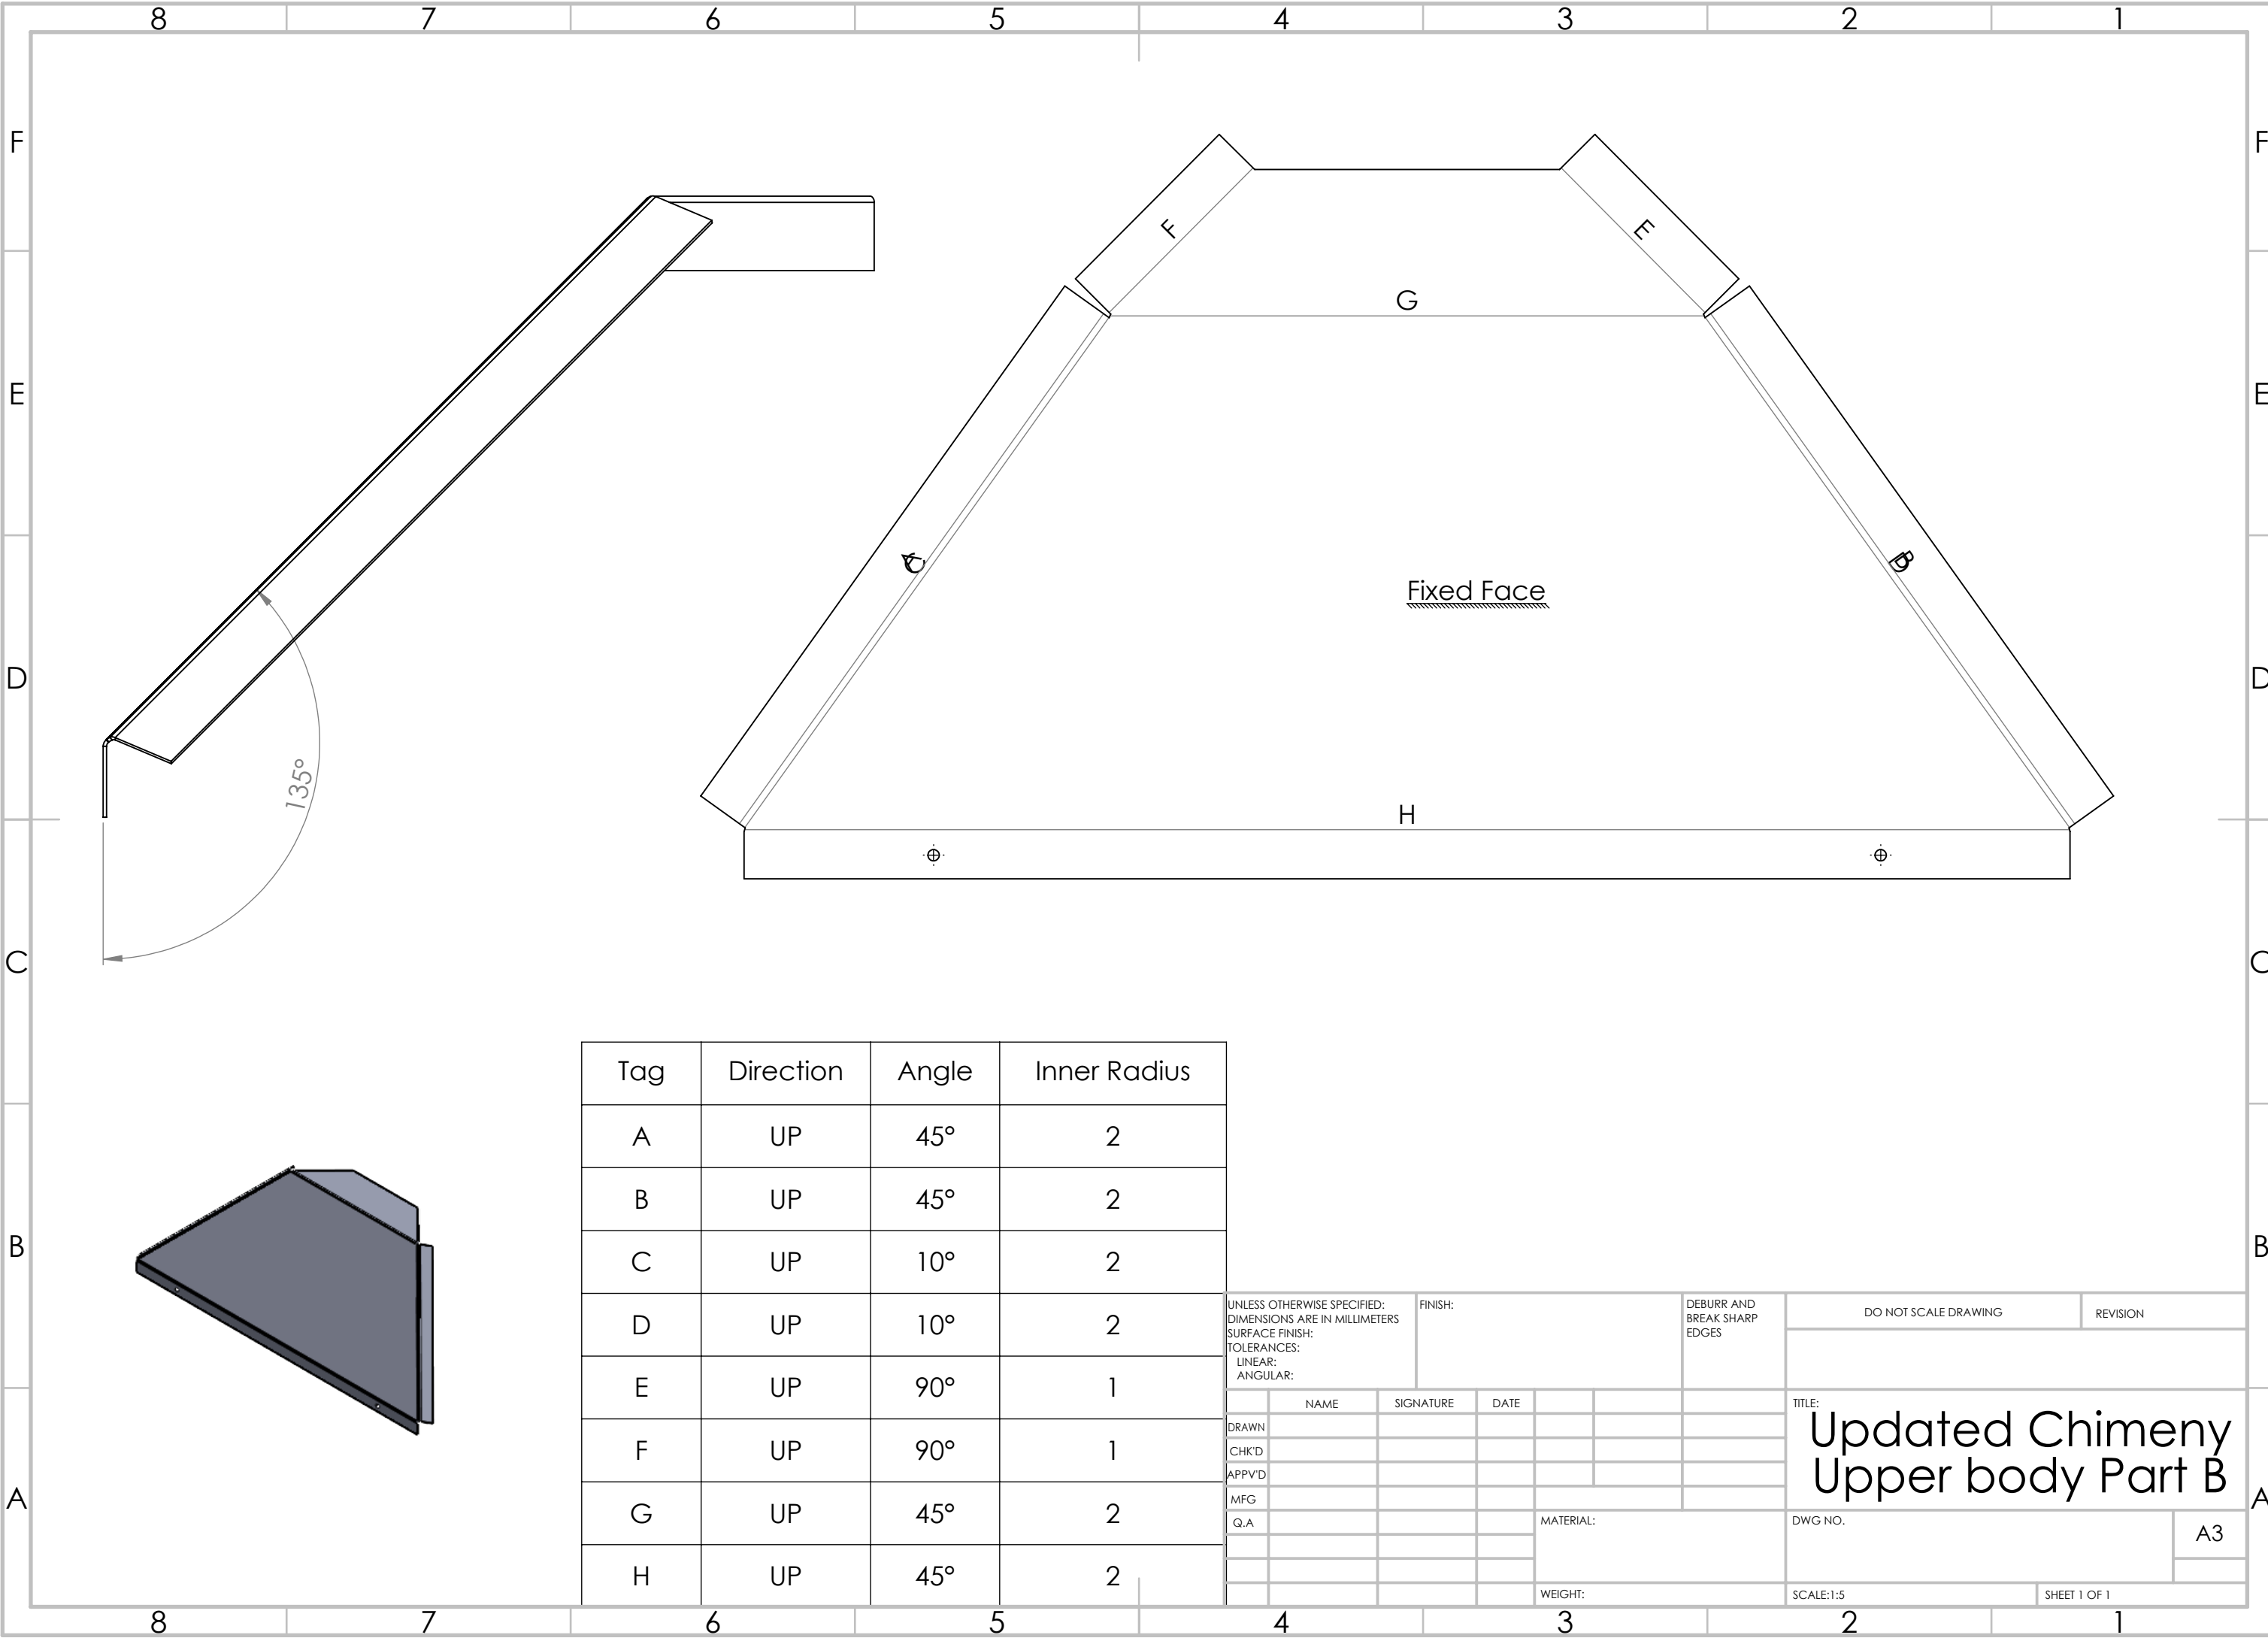 8 7 6 5 4 3 2 1
F F
E E
D D
C C
B B
A A
135°
F
E
G
A
C
B
D
Fixed Face
H
Tag Direction Angle Inner Radius
A UP 45° 2
B UP 45° 2
C UP 10° 2
D UP 10° 2
E UP 90° 1
F UP 90° 1
G UP 45° 2
H UP 45° 2
UNLESS OTHERWISE SPECIFIED:
DIMENSIONS ARE IN MILLIMETERS
SURFACE FINISH:
TOLERANCES:
LINEAR:
ANGULAR:
FINISH:
DEBURR AND
BREAK SHARP
EDGES
DO NOT SCALE DRAWING
REVISION
NAME SIGNATURE DATE
DRAWN
CHK'D
APPV'D
MFG
Q.A
TITLE:
Updated Chimeny
Upper body Part B
MATERIAL:
DWG NO.
A3
WEIGHT:
SCALE:1:5
SHEET 1 OF 1
8 7 6 5 4 3 2 1